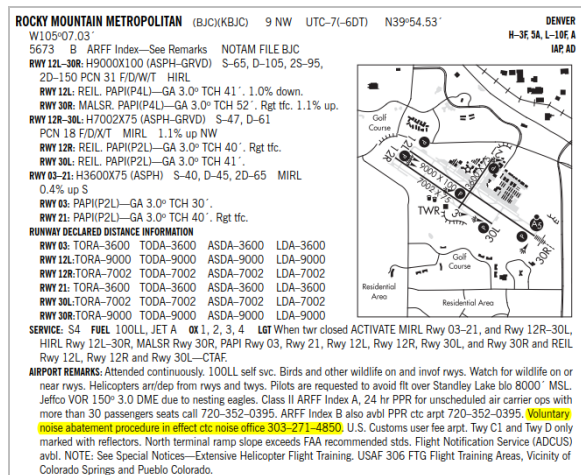 ROCKY MOUNTAIN METROPOLITAN (BJC)(KBJC) 9 NW UTC–7(–6DT) N39º54.53´ DENVER
W105º07.03´ H–3F, 5A, L–10F, A
5673 B ARFF Index—See Remarks NOTAM FILE BJC IAP, AD
RWY 12L–30R: H9000X100 (ASPH–GRVD) S–65, D–105, 2S–95,
2D–150 PCN 31 F/D/W/T HIRL
RWY 12L: REIL. PAPI(P4L)—GA 3.0º TCH 41´. 1.0% down.
RWY 30R: MALSR. PAPI(P4L)—GA 3.0º TCH 52´. Rgt tfc. 1.1% up.
RWY 12R–30L: H7002X75 (ASPH–GRVD) S–47, D–61
PCN 18 F/D/X/T MIRL 1.1% up NW
RWY 12R: REIL. PAPI(P2L)—GA 3.0º TCH 40´. Rgt tfc.
RWY 30L: REIL. PAPI(P2L)—GA 3.0º TCH 41´.
RWY 03–21: H3600X75 (ASPH) S–40, D–45, 2D–65 MIRL
0.4% up S
RWY 03: PAPI(P2L)—GA 3.0º TCH 30´.
RWY 21: PAPI(P2L)—GA 3.0º TCH 40´. Rgt tfc.
RUNWAY DECLARED DISTANCE INFORMATION
RWY 03: TORA–3600 TODA–3600 ASDA–3600 LDA–3600
RWY 12L:TORA–9000 TODA–9000 ASDA–9000 LDA–9000
RWY 12R:TORA–7002 TODA–7002 ASDA–7002 LDA–7002
RWY 21: TORA–3600 TODA–3600 ASDA–3600 LDA–3600
RWY 30L:TORA–7002 TODA–7002 ASDA–7002 LDA–7002
RWY 30R:TORA–9000 TODA–9000 ASDA–9000 LDA–9000
Golf
Course
12L
12R
9000 X 100
7002 X 75
TWR
30L
30R
Golf
Course
Residential
Area
Residential Area
SERVICE: S4 FUEL 100LL, JET A OX 1, 2, 3, 4 LGT When twr closed ACTIVATE MIRL Rwy 03–21, and Rwy 12R–30L,
HIRL Rwy 12L–30R, MALSR Rwy 30R, PAPI Rwy 03, Rwy 21, Rwy 12L, Rwy 12R, Rwy 30L, and Rwy 30R and REIL
Rwy 12L, Rwy 12R and Rwy 30L—CTAF.
AIRPORT REMARKS: Attended continuously. 100LL self svc. Birds and other wildlife on and invof rwys. Watch for wildlife on or
near rwys. Helicopters arr/dep from rwys and twys. Pilots are requested to avoid flt over Standley Lake blo 8000´ MSL.
Jeffco VOR 150º 3.0 DME due to nesting eagles. Class II ARFF Index A, 24 hr PPR for unscheduled air carrier ops with
more than 30 passengers seats call 720–352–0395. ARFF Index B also avbl PPR ctc arpt 720–352–0395. Voluntary
noise abatement procedure in effect ctc noise office 303–271–4850. U.S. Customs user fee arpt. Twy C1 and Twy D only
marked with reflectors. North terminal ramp slope exceeds FAA recommended stds. Flight Notification Service (ADCUS)
avbl. NOTE: See Special Notices—Extensive Helicopter Flight Training. USAF 306 FTG Flight Training Areas, Vicinity of
Colorado Springs and Pueblo Colorado.